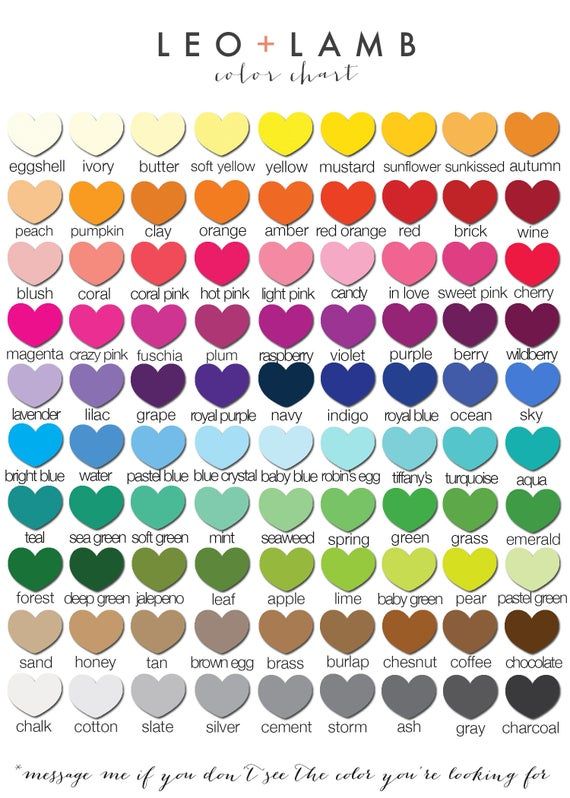 LEO + LAMB
color chart
eggshell ivory butter soft yellow yellow mustard sunflower sunkissed autumn
peach pumpkin clay orange amber red orange red brick wine
blush coral coral pink hot pink light pink candy in love sweet pink cherry
magenta crazy pink fuschia plum raspberry violet purple berry wildberry
lavender lilac grape royal purple navy indigo royal blue ocean sky
bright blue water pastel blue blue crystal baby blue robin's egg tiffany's turquoise aqua
teal sea green soft green mint seaweed spring green grass emerald
forest deep green jalepeno leaf apple lime baby green pear pastel green
sand honey tan brown egg brass burlap chesnut coffee chocolate
chalk cotton slate silver cement storm ash gray charcoal
*message me if you don't see the color you're looking for